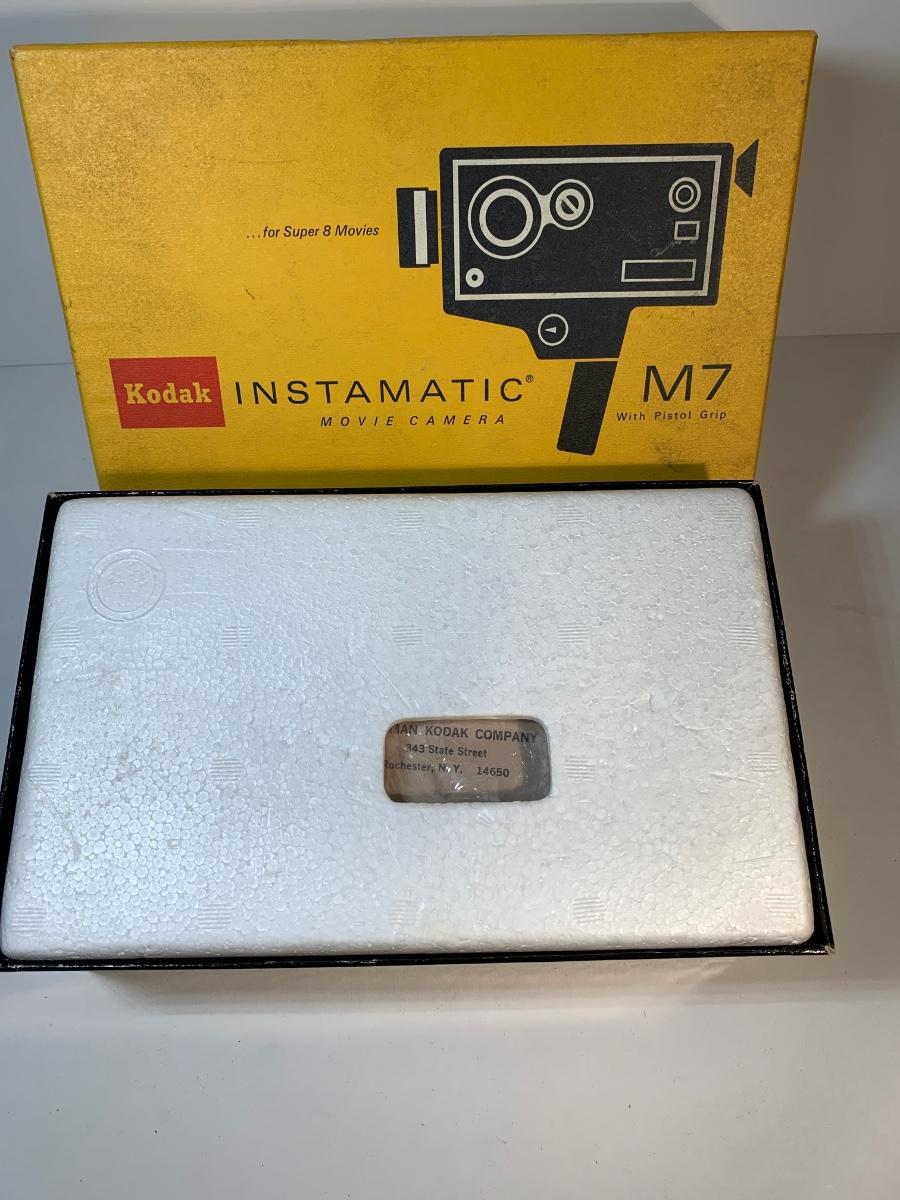 ...for Super 8 Movies
Kodak INSTAMATIC® M7
MOVIE CAMERA With Pistol Grip
MAN KODAK COMPANY
343 State Street
Rochester, N.Y. 14650